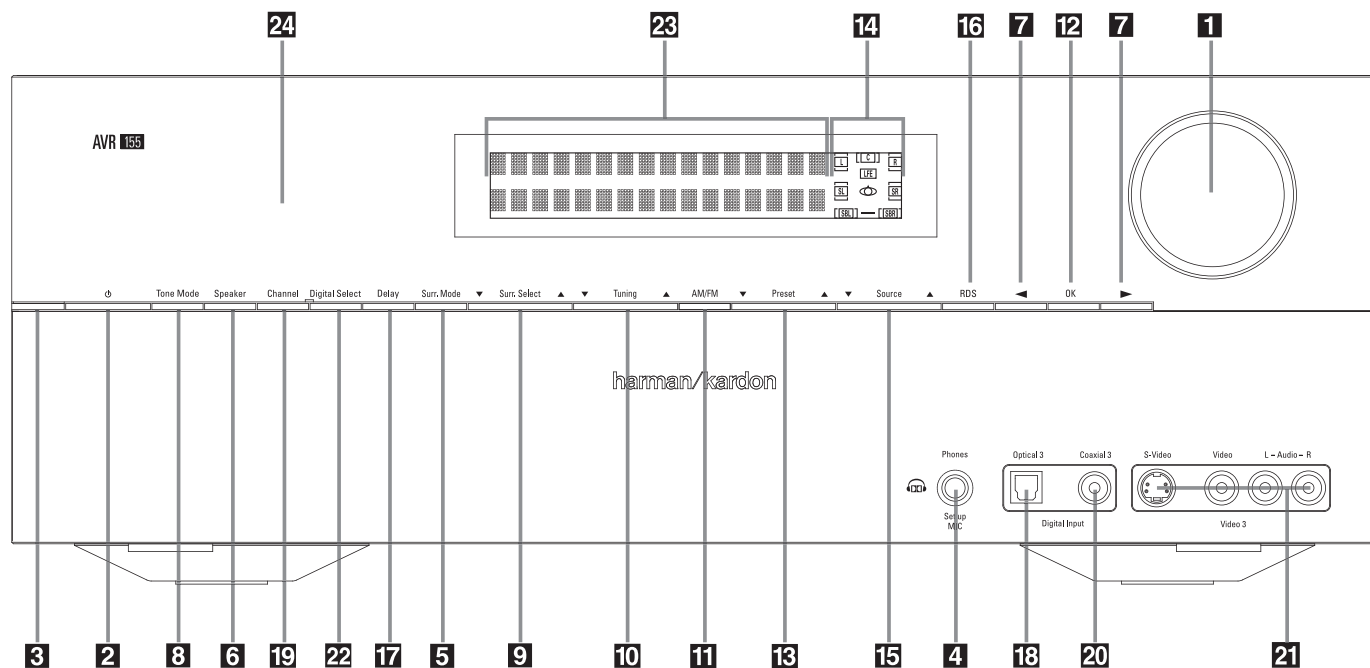 24 23 14 16 7 12 7 1
AVR 155
L C R
LFE
SL SR
SBL SBR
Tone Mode Speaker Channel Digital Select Delay Surr. Mode ▼ Surr. Select ▲ ▼ Tuning ▲ AM/FM ▼ Preset ▲ ▼ Source ▲ RDS ◀ OK ▶
harman/kardon
Phones Optical 3 Coaxial 3 S-Video Video L – Audio – R
Set up
MIC
Digital Input Video 3
3 2 8 6 19 22 17 5 9 10 11 13 15 4 18 20 21